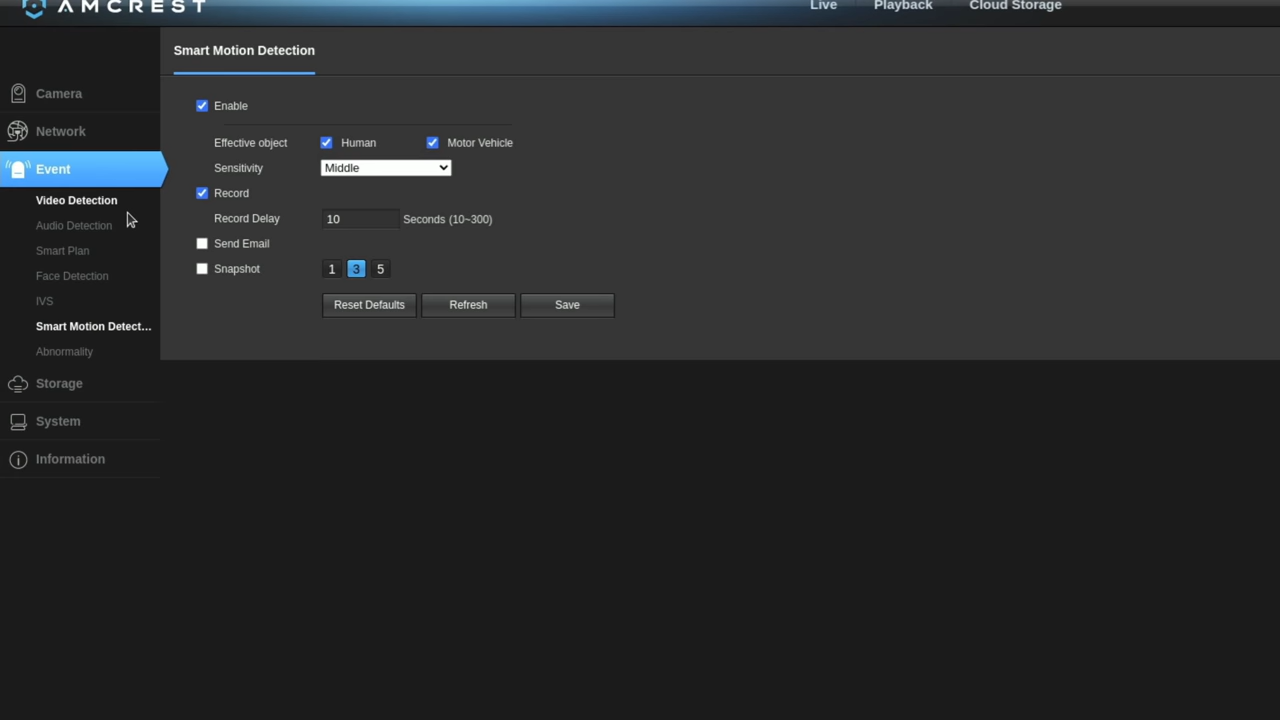 AMCREST
Live Playback Cloud Storage
Smart Motion Detection
Camera
Network
Event
Video Detection
Audio Detection
Smart Plan
Face Detection
IVS
Smart Motion Detect...
Abnormality
Storage
System
Information
Enable
Effective object Human Motor Vehicle
Sensitivity Middle
Record
Record Delay 10 Seconds (10~300)
Send Email
Snapshot 1 3 5
Reset Defaults Refresh Save